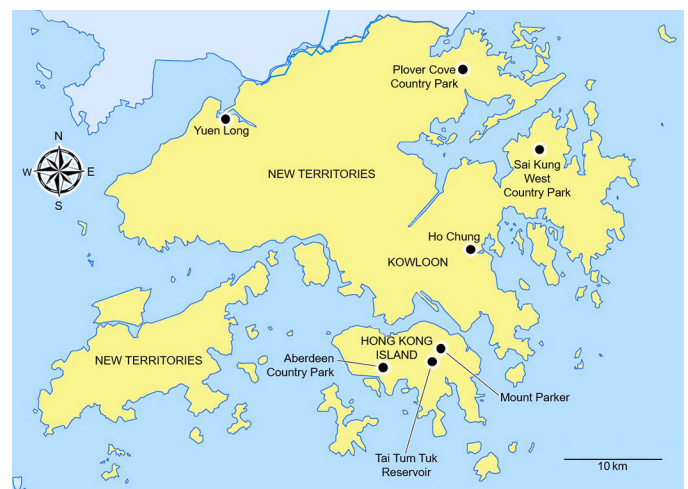 Plover Cove
Country Park
Yuen Long
N
W
E
S
Sai Kung
West
Country Park
NEW TERRITORIES
Ho Chung
KOWLOON
HONG KONG
ISLAND
NEW TERRITORIES
Aberdeen
Country Park
Mount Parker
Tai Tum Tuk
Reservoir
10 km